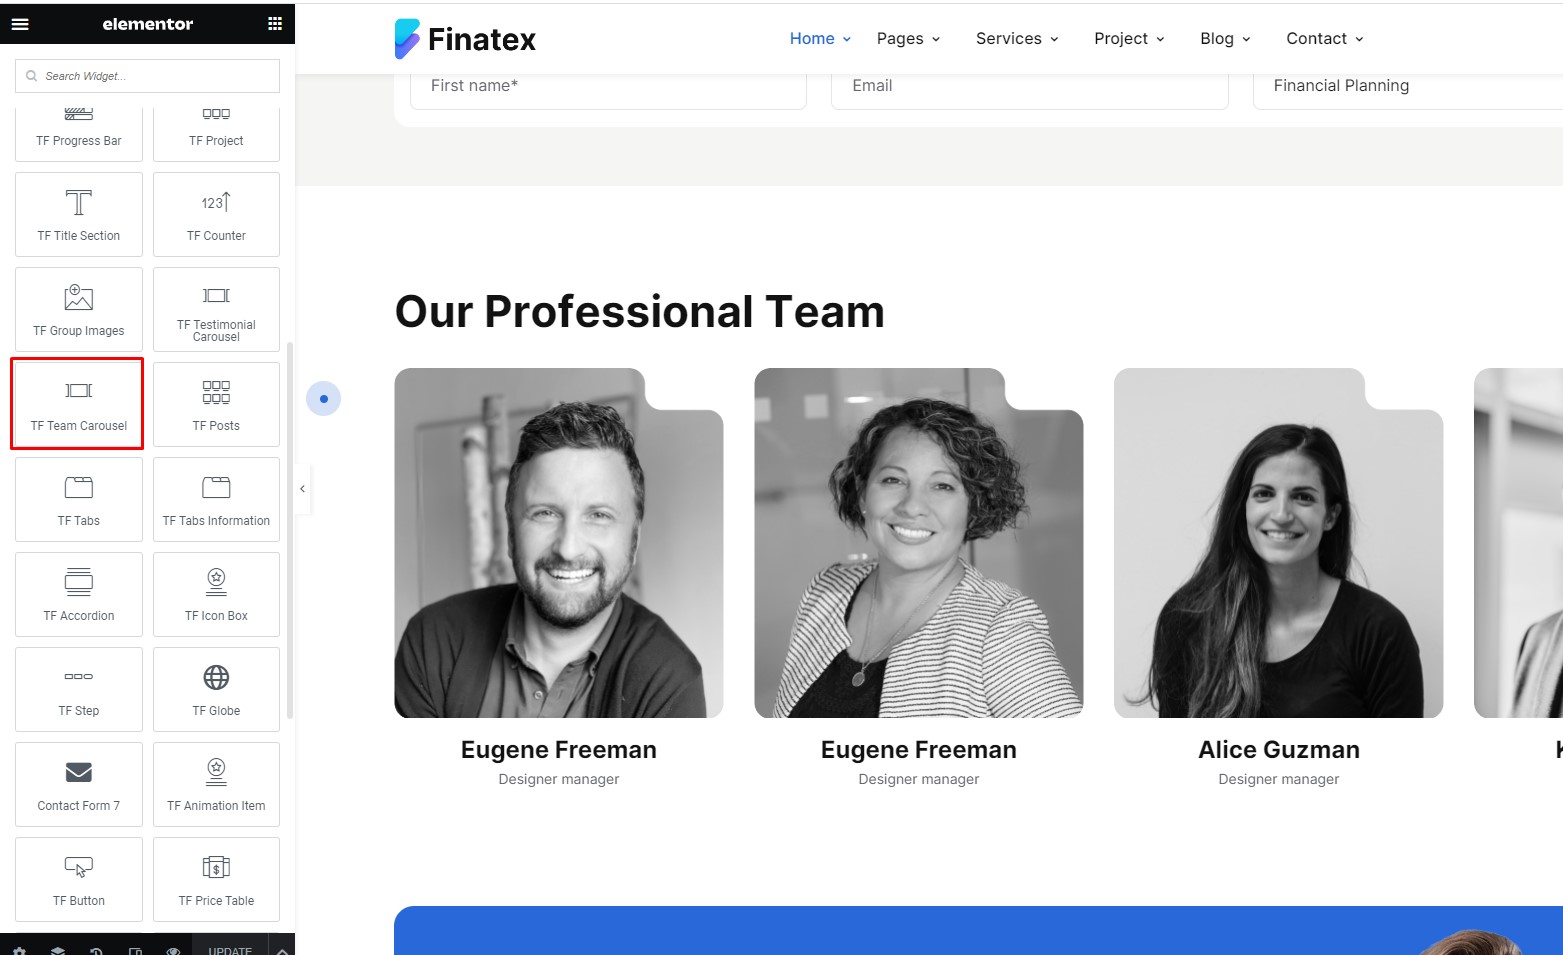 elementor
Search Widget...
TF Progress Bar
TF Project
TF Title Section
123
TF Counter
TF Group Images
TF Testimonial
Carousel
TF Team Carousel
TF Posts
TF Tabs
TF Tabs Information
TF Accordion
TF Icon Box
TF Step
TF Globe
Contact Form 7
TF Animation Item
TF Button
$
TF Price Table
UPDATE
Finatex
Home
Pages
Services
Project
Blog
Contact
First name*
Email
Financial Planning
Our Professional Team
Eugene Freeman
Designer manager
Eugene Freeman
Designer manager
Alice Guzman
Designer manager